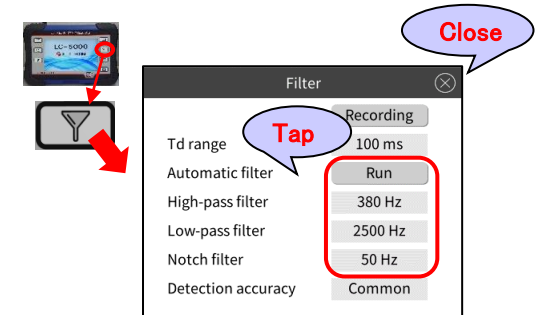 Close
LC-5000
Filter
Recording
Tap
Td range 100 ms
Automatic filter Run
High-pass filter 380 Hz
Low-pass filter 2500 Hz
Notch filter 50 Hz
Detection accuracy Common